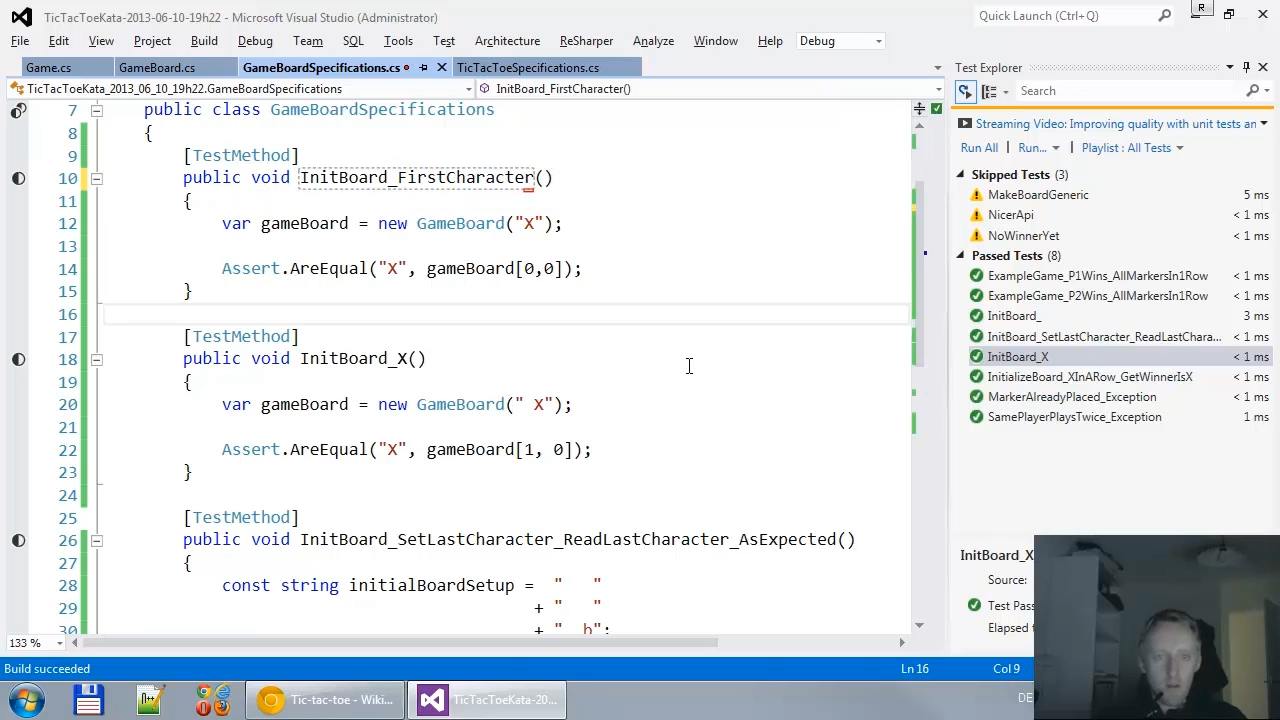 TicTacToeKata-2013-06-10-19h22 - Microsoft Visual Studio (Administrator)
Quick Launch (Ctrl+Q)
R
File Edit View Project Build Debug Team SQL Tools Test Architecture ReSharper Analyze Window Help Debug
Game.cs GameBoard.cs GameBoardSpecifications.cs TicTacToeSpecifications.cs
TicTacToeKata_2013_06_10_19h22.GameBoardSpecifications InitBoard_FirstCharacter()
7 public class GameBoardSpecifications
8 {
9 [TestMethod]
10 public void InitBoard_FirstCharacter()
11 {
12 var gameBoard = new GameBoard("X");
13
14 Assert.AreEqual("X", gameBoard[0,0]);
15 }
16
17 [TestMethod]
18 public void InitBoard_X()
19 {
20 var gameBoard = new GameBoard(" X");
21
22 Assert.AreEqual("X", gameBoard[1, 0]);
23 }
24
25 [TestMethod]
26 public void InitBoard_SetLastCharacter_ReadLastCharacter_AsExpected()
27 {
28 const string initialBoardSetup = "   "
29 + "   "
30 + "  b";
133 %
Test Explorer
Search
Streaming Video: Improving quality with unit tests an
Run All Run... Playlist : All Tests
Skipped Tests (3)
MakeBoardGeneric 5 ms
NicerApi < 1 ms
NoWinnerYet < 1 ms
Passed Tests (8)
ExampleGame_P1Wins_AllMarkersIn1Row < 1 ms
ExampleGame_P2Wins_AllMarkersIn1Row < 1 ms
InitBoard_ 3 ms
InitBoard_SetLastCharacter_ReadLastChara... < 1 ms
InitBoard_X < 1 ms
InitializeBoard_XInARow_GetWinnerIsX < 1 ms
MarkerAlreadyPlaced_Exception < 1 ms
SamePlayerPlaysTwice_Exception 1 ms
InitBoard_X
Source:
Test Pas
Elapsed t
Build succeeded Ln 16 Col 9
Tic-tac-toe - Wiki... TicTacToeKata-20... DE